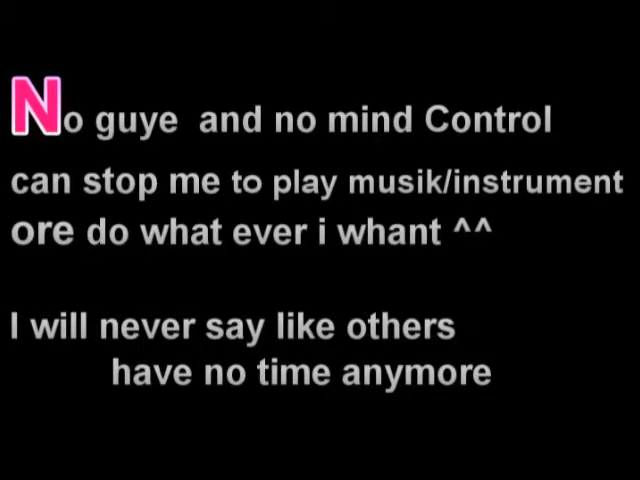 No guye and no mind Control
can stop me to play musik/instrument
ore do what ever i whant ^^
I will never say like others
have no time anymore